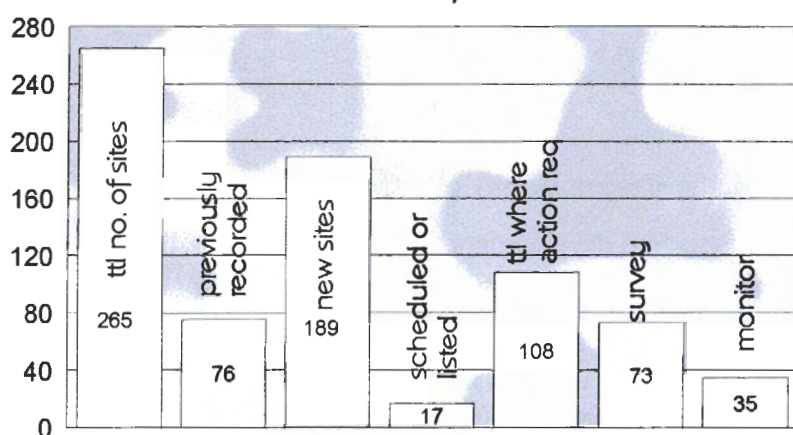 280
240
200
160
120
80
40
0
ttl no. of sites
265
previously
recorded
76
new sites
189
scheduled or
listed
17
ttl where
action req
108
survey
73
monitor
35